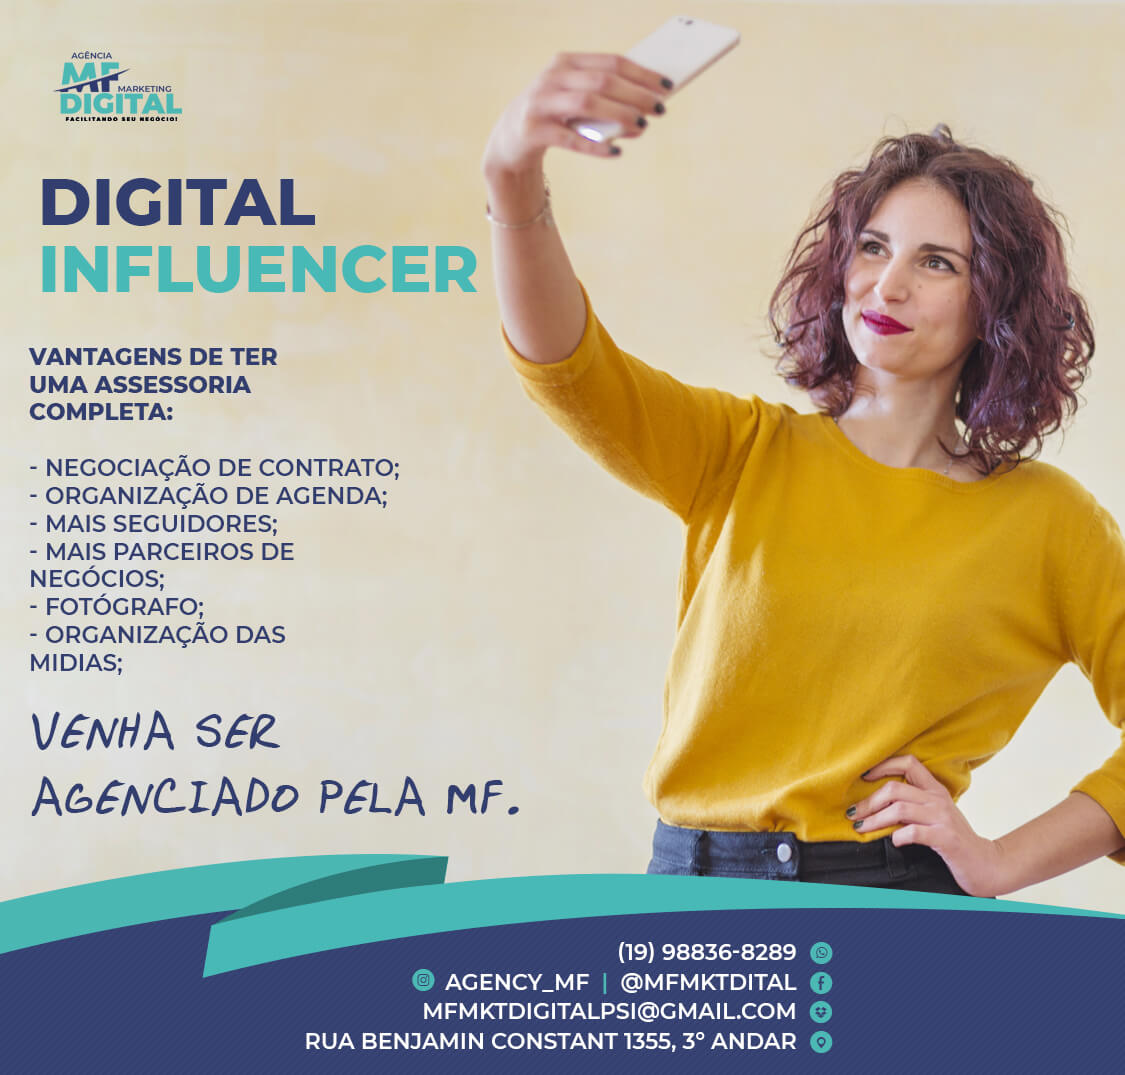 AGÊNCIA
MF
MARKETING
DIGITAL
FACILITANDO SEU NEGÓCIO!
DIGITAL
INFLUENCER
VANTAGENS DE TER
UMA ASSESSORIA
COMPLETA:
- NEGOCIAÇÃO DE CONTRATO;
- ORGANIZAÇÃO DE AGENDA;
- MAIS SEGUIDORES;
- MAIS PARCEIROS DE
NEGÓCIOS;
- FOTÓGRAFO;
- ORGANIZAÇÃO DAS
MIDIAS;
VENHA SER
AGENCIADO PELA MF.
(19) 98836-8289
AGENCY_MF | @MFMKTDITAL
MFMKTDIGITALPSI@GMAIL.COM
RUA BENJAMIN CONSTANT 1355, 3º ANDAR